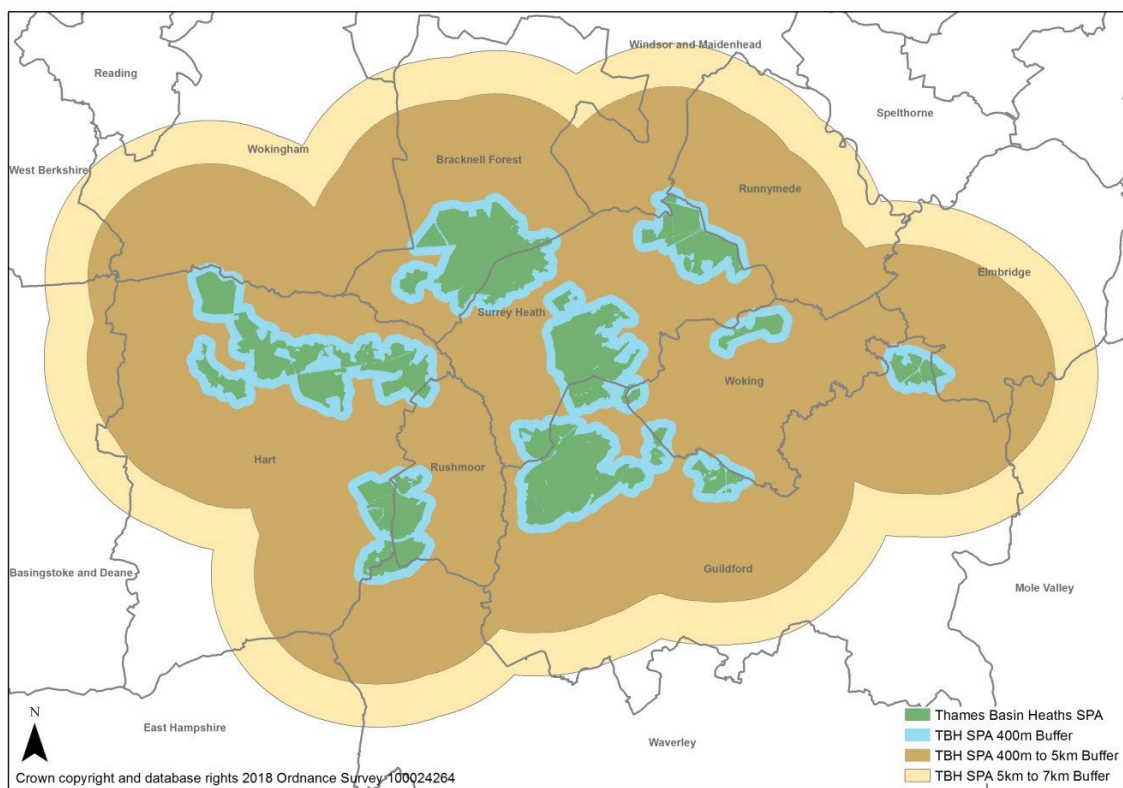 Windsor and Maidenhead
Reading
Spelthorne
Wokingham
Bracknell Forest
West Berkshire
Runnymede
Elmbridge
Surrey Heath
Woking
Hart
Rushmoor
Guildford
Basingstoke and Deane
Mole Valley
East Hampshire
Waverley
N
Thames Basin Heaths SPA
TBH SPA 400m Buffer
TBH SPA 400m to 5km Buffer
TBH SPA 5km to 7km Buffer
Crown copyright and database rights 2018 Ordnance Survey 100024264